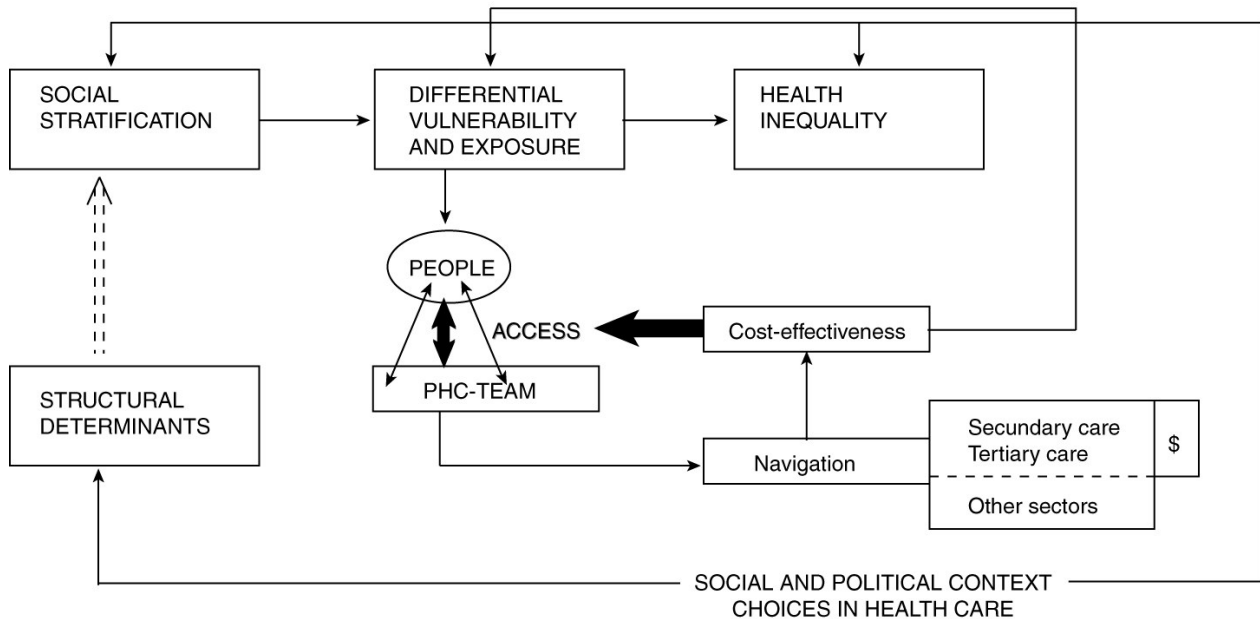 SOCIAL
STRATIFICATION
DIFFERENTIAL
VULNERABILITY
AND EXPOSURE
HEALTH
INEQUALITY
PEOPLE
ACCESS
Cost-effectiveness
PHC-TEAM
STRUCTURAL
DETERMINANTS
Navigation
Secundary care
Tertiary care
$
Other sectors
SOCIAL AND POLITICAL CONTEXT
CHOICES IN HEALTH CARE